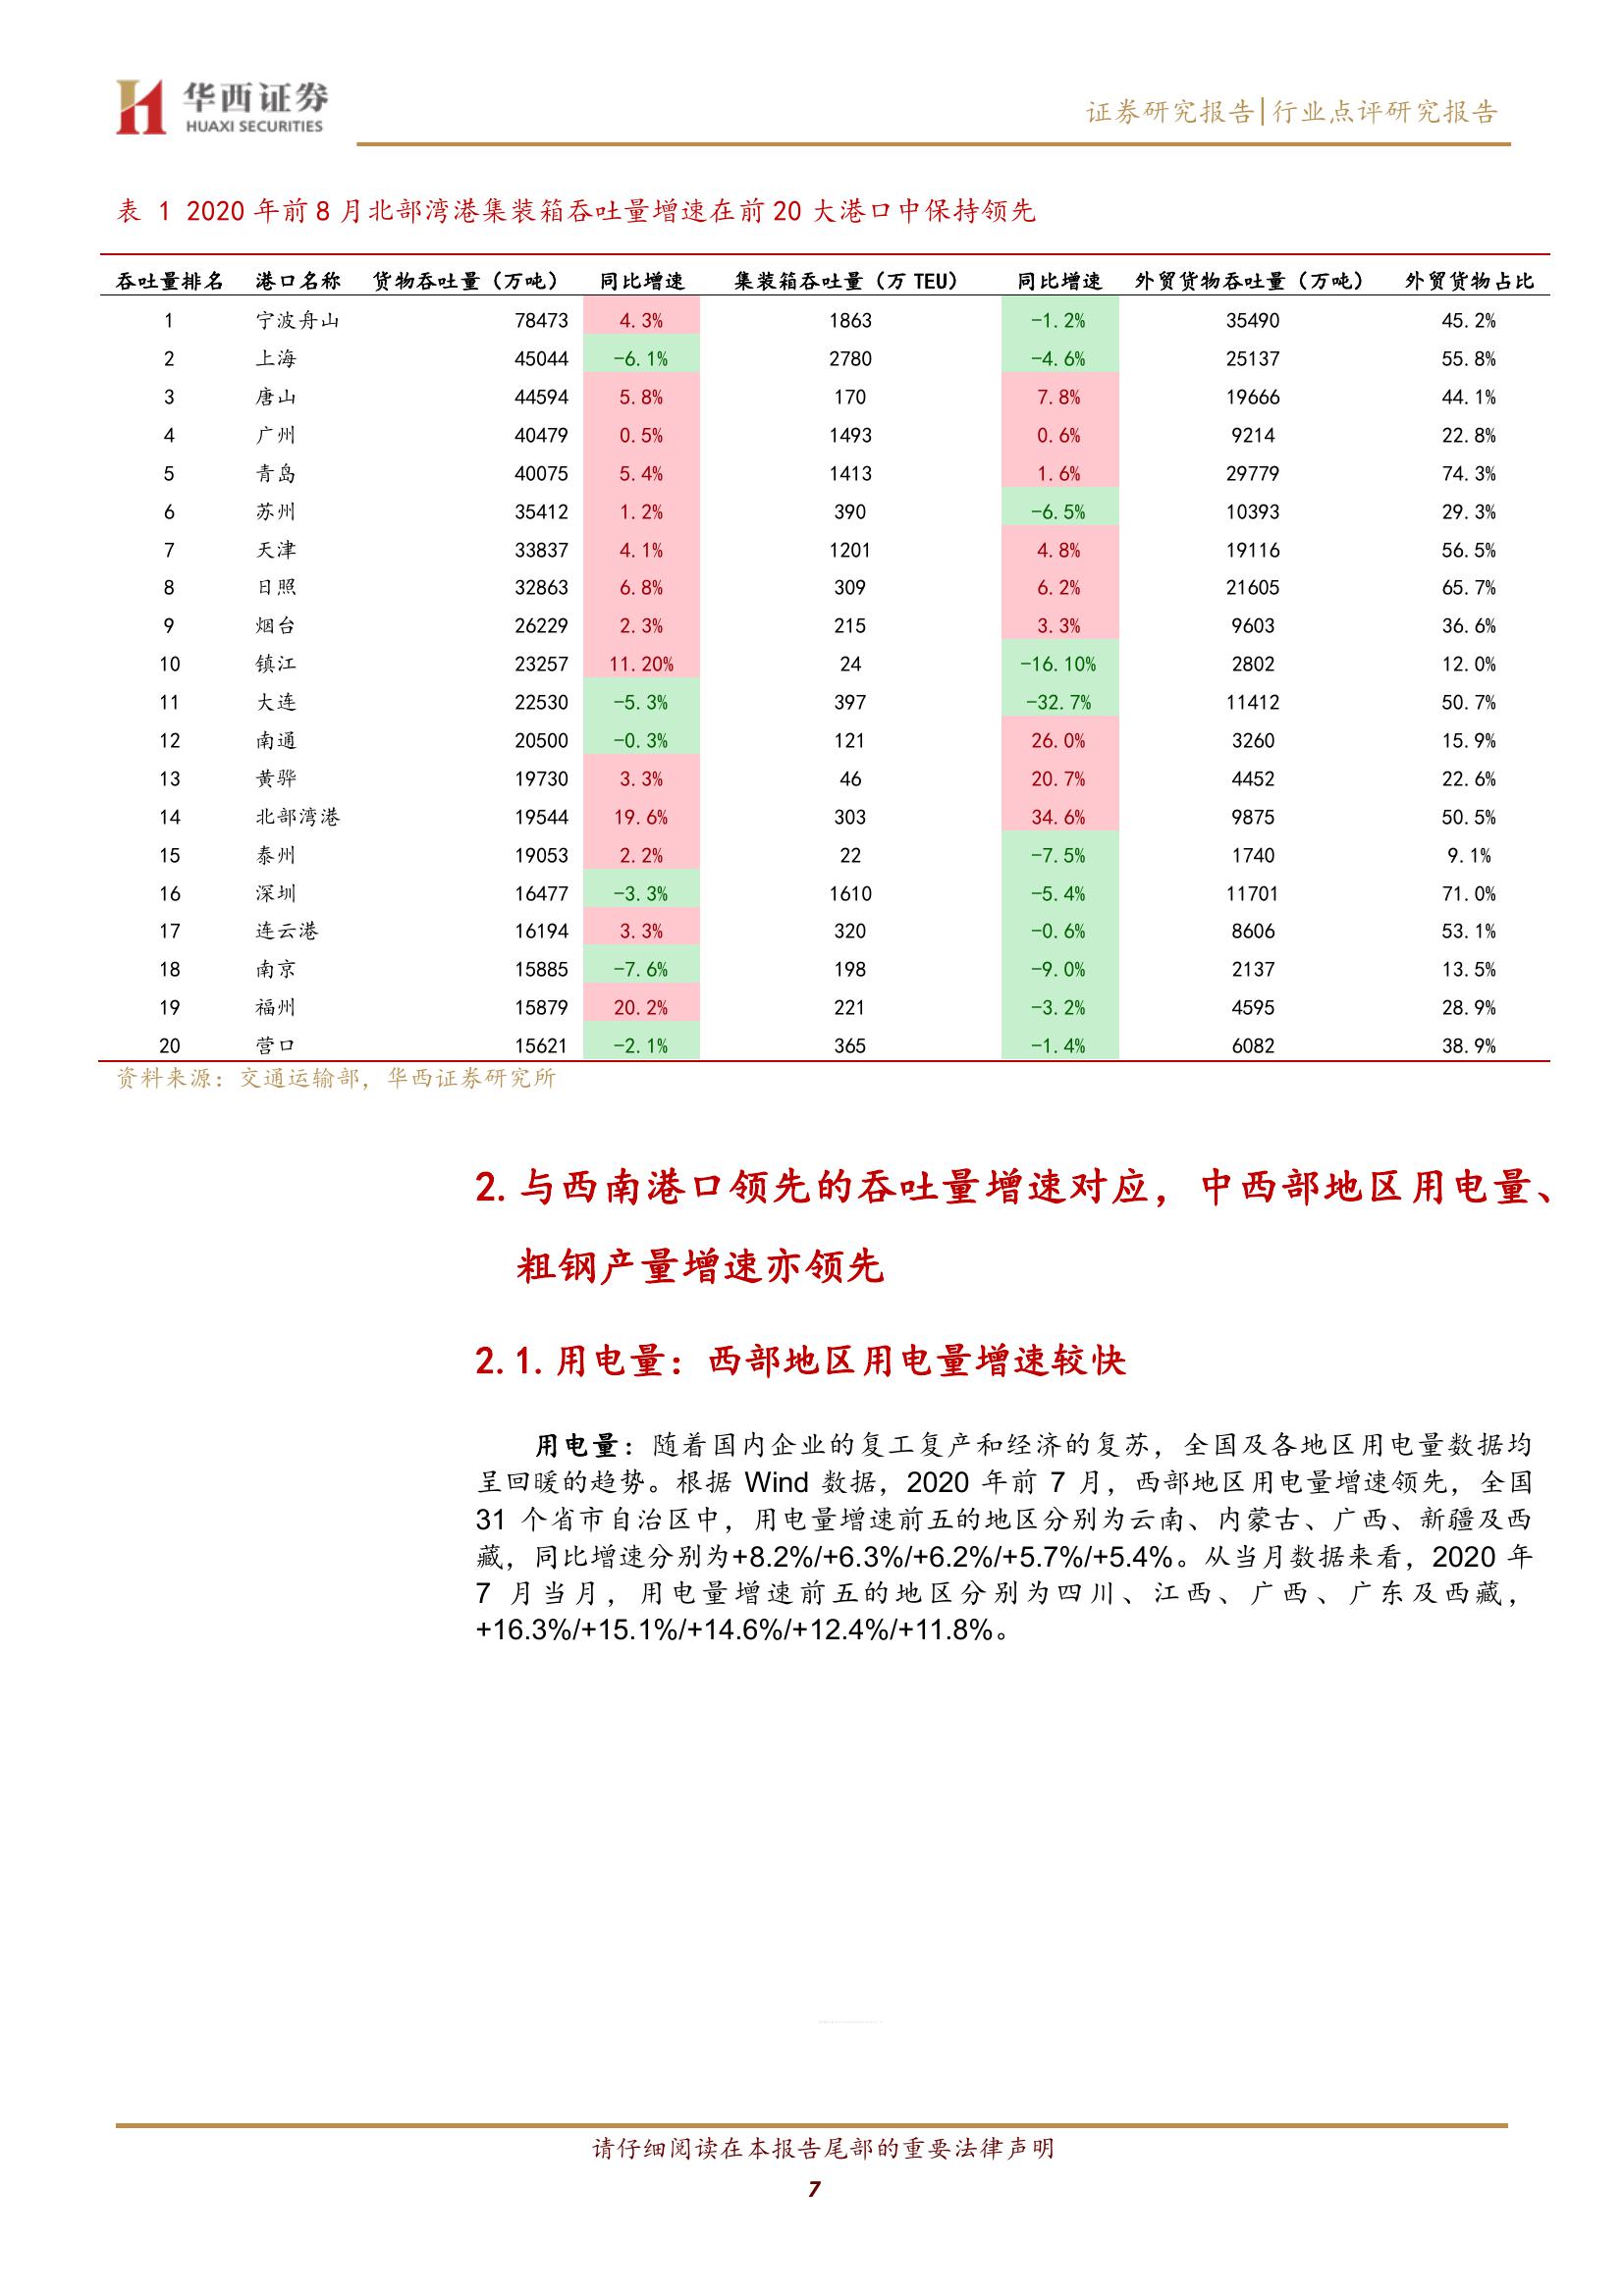 华西证券
HUAXI SECURITIES
证券研究报告|行业点评研究报告
表 1 2020 年前 8 月北部湾港集装箱吞吐量增速在前 20 大港口中保持领先
吞吐量排名 港口名称 货物吞吐量（万吨） 同比增速 集装箱吞吐量（万 TEU） 同比增速 外贸货物吞吐量（万吨） 外贸货物占比
1 宁波舟山 78473 4.3% 1863 -1.2% 35490 45.2%
2 上海 45044 -6.1% 2780 -4.6% 25137 55.8%
3 唐山 44594 5.8% 170 7.8% 19666 44.1%
4 广州 40479 0.5% 1493 0.6% 9214 22.8%
5 青岛 40075 5.4% 1413 1.6% 29779 74.3%
6 苏州 35412 1.2% 390 -6.5% 10393 29.3%
7 天津 33837 4.1% 1201 4.8% 19116 56.5%
8 日照 32863 6.8% 309 6.2% 21605 65.7%
9 烟台 26229 2.3% 215 3.3% 9603 36.6%
10 镇江 23257 11.20% 24 -16.10% 2802 12.0%
11 大连 22530 -5.3% 397 -32.7% 11412 50.7%
12 南通 20500 -0.3% 121 26.0% 3260 15.9%
13 黄骅 19730 3.3% 46 20.7% 4452 22.6%
14 北部湾港 19544 19.6% 303 34.6% 9875 50.5%
15 泰州 19053 2.2% 22 -7.5% 1740 9.1%
16 深圳 16477 -3.3% 1610 -5.4% 11701 71.0%
17 连云港 16194 3.3% 320 -0.6% 8606 53.1%
18 南京 15885 -7.6% 198 -9.0% 2137 13.5%
19 福州 15879 20.2% 221 -3.2% 4595 28.9%
20 营口 15621 -2.1% 365 -1.4% 6082 38.9%
资料来源：交通运输部，华西证券研究所
2.与西南港口领先的吞吐量增速对应，中西部地区用电量、
粗钢产量增速亦领先
2.1.用电量：西部地区用电量增速较快
用电量：随着国内企业的复工复产和经济的复苏，全国及各地区用电量数据均
呈回暖的趋势。根据 Wind 数据，2020 年前 7 月，西部地区用电量增速领先，全国
31 个省市自治区中，用电量增速前五的地区分别为云南、内蒙古、广西、新疆及西
藏，同比增速分别为+8.2%/+6.3%/+6.2%/+5.7%/+5.4%。从当月数据来看，2020 年
7 月当月，用电量增速前五的地区分别为四川、江西、广西、广东及西藏，
+16.3%/+15.1%/+14.6%/+12.4%/+11.8%。
请仔细阅读在本报告尾部的重要法律声明
7